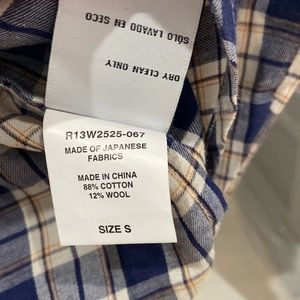 SÓLO LAVADO EN SECO
DRY CLEAN ONLY
R13W2525-067
MADE OF JAPANESE
FABRICS
MADE IN CHINA
88% COTTON
12% WOOL
SIZE S